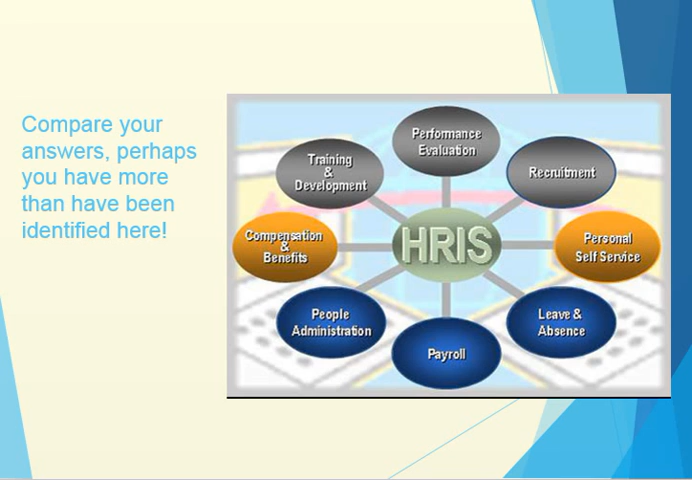 Compare your
answers, perhaps
you have more
than have been
identified here!
Performance
Evaluation
Training
&
Development
Recruitment
Compensation
&
Benefits
HRIS
Personal
Self Service
People
Administration
Leave &
Absence
Payroll